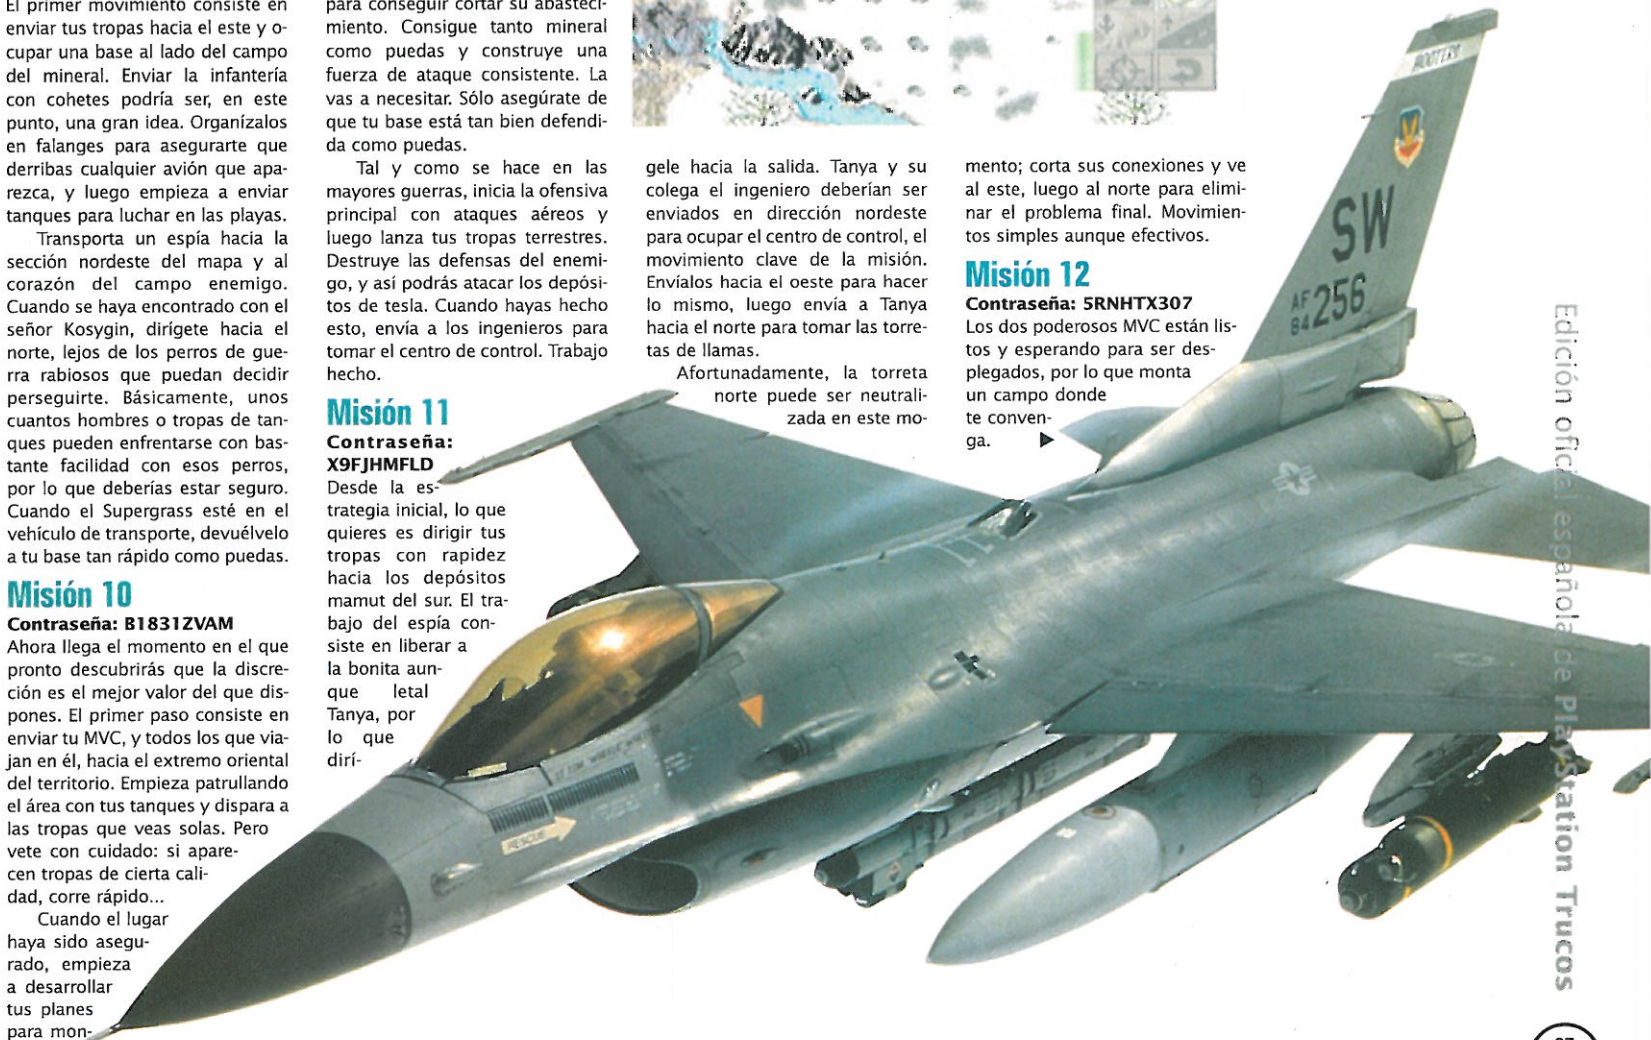 El primer movimiento consiste en
enviar tus tropas hacia el este y o-
cupar una base al lado del campo
del mineral. Enviar la infantería
con cohetes podría ser, en este
punto, una gran idea. Organízalos
en falanges para asegurarte que
derribas cualquier avión que apa-
rezca, y luego empieza a enviar
tanques para luchar en las playas.
Transporta un espía hacia la
sección nordeste del mapa y al
corazón del campo enemigo.
Cuando se haya encontrado con el
señor Kosygin, dirígete hacia el
norte, lejos de los perros de gue-
rra rabiosos que puedan decidir
perseguirte. Básicamente, unos
cuantos hombres o tropas de tan-
ques pueden enfrentarse con bas-
tante facilidad con esos perros,
por lo que deberías estar seguro.
Cuando el Supergrass esté en el
vehículo de transporte, devuélvelo
a tu base tan rápido como puedas.
Misión 10
Contraseña: B1831ZVAM
Ahora llega el momento en el que
pronto descubrirás que la discre-
ción es el mejor valor del que dis-
pones. El primer paso consiste en
enviar tu MVC, y todos los que via-
jan en él, hacia el extremo oriental
del territorio. Empieza patrullando
el área con tus tanques y dispara a
las tropas que veas solas. Pero
vete con cuidado: si apare-
cen tropas de cierta cali-
dad, corre rápido...
Cuando el lugar
haya sido asegu-
rado, empieza
a desarrollar
tus planes
para mon-
para conseguir cortar su abasteci-
miento. Consigue tanto mineral
como puedas y construye una
fuerza de ataque consistente. La
vas a necesitar. Sólo asegúrate de
que tu base está tan bien defendi-
da como puedas.
Tal y como se hace en las
mayores guerras, inicia la ofensiva
principal con ataques aéreos y
luego lanza tus tropas terrestres.
Destruye las defensas del enemi-
go, y así podrás atacar los depósi-
tos de tesla. Cuando hayas hecho
esto, envía a los ingenieros para
tomar el centro de control. Trabajo
hecho.
Misión 11
Contraseña:
X9FJHMFLD
Desde la es-
trategia inicial, lo que
quieres es dirigir tus
tropas con rapidez
hacia los depósitos
mamut del sur. El tra-
bajo del espía con-
siste en liberar a
la bonita aun-
que letal
Tanya, por
lo que
dirí-
gele hacia la salida. Tanya y su
colega el ingeniero deberían ser
enviados en dirección nordeste
para ocupar el centro de control, el
movimiento clave de la misión.
Envíalos hacia el oeste para hacer
lo mismo, luego envía a Tanya
hacia el norte para tomar las torre-
tas de llamas.
Afortunadamente, la torreta
norte puede ser neutrali-
zada en este mo-
mento; corta sus conexiones y ve
al este, luego al norte para elimi-
nar el problema final. Movimien-
tos simples aunque efectivos.
Misión 12
Contraseña: 5RNHTX307
Los dos poderosos MVC están lis-
tos y esperando para ser des-
plegados, por lo que monta
un campo donde
te conven-
ga.
HOOTERS
SW
AF
84 256
RESCUE
Edición oficial española de PlayStation Trucos